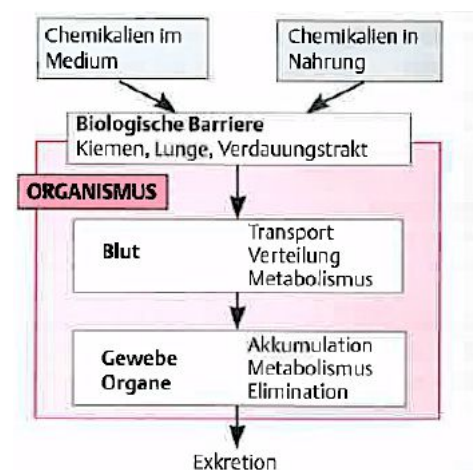 Chemikalien im
Medium
Chemikalien in
Nahrung
Biologische Barriere
Kiemen, Lunge, Verdauungstrakt
ORGANISMUS
Blut
Transport
Verteilung
Metabolismus
Gewebe
Organe
Akkumulation
Metabolismus
Elimination
Exkretion